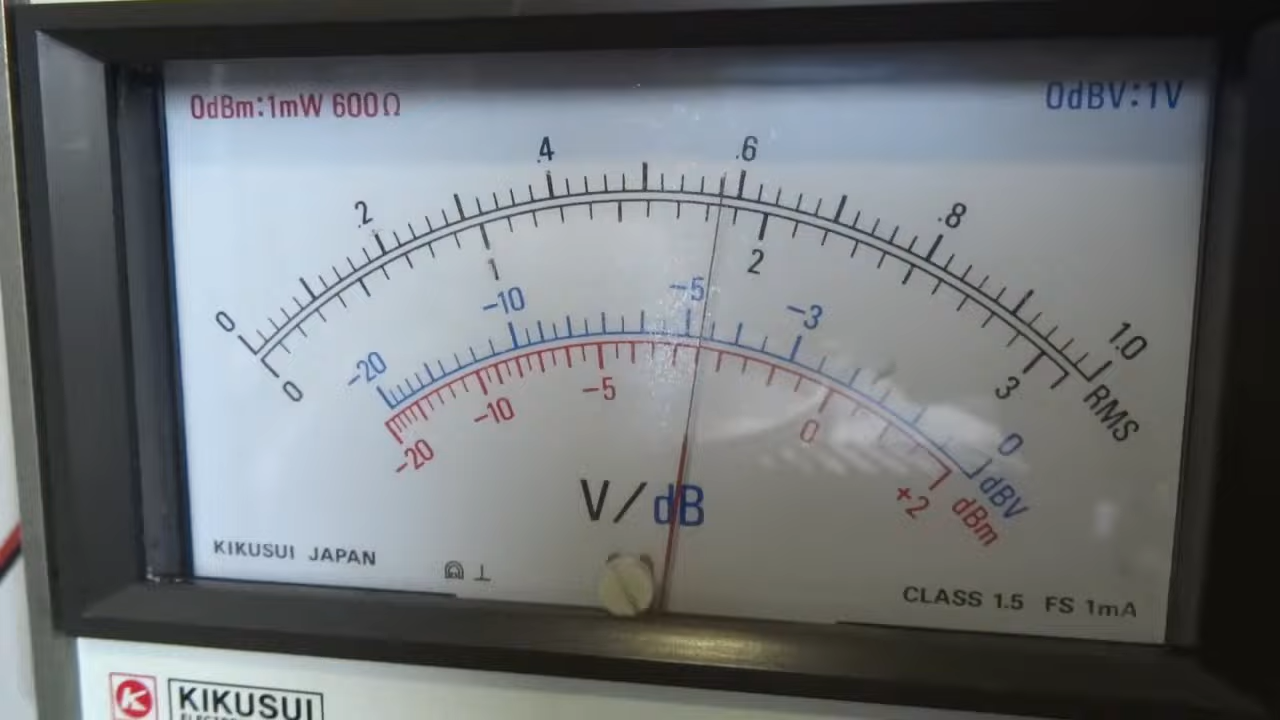 0dBm:1mW 600Ω
0dBV:1V
0 .2 .4 .6 .8 1.0
0 1 2 3 RMS
-20 -10 -5 -3 0 dBV
-20 -10 -5 0 +2 dBm
V/dB
KIKUSUI JAPAN
CLASS 1.5 FS 1mA
K KIKUSUI